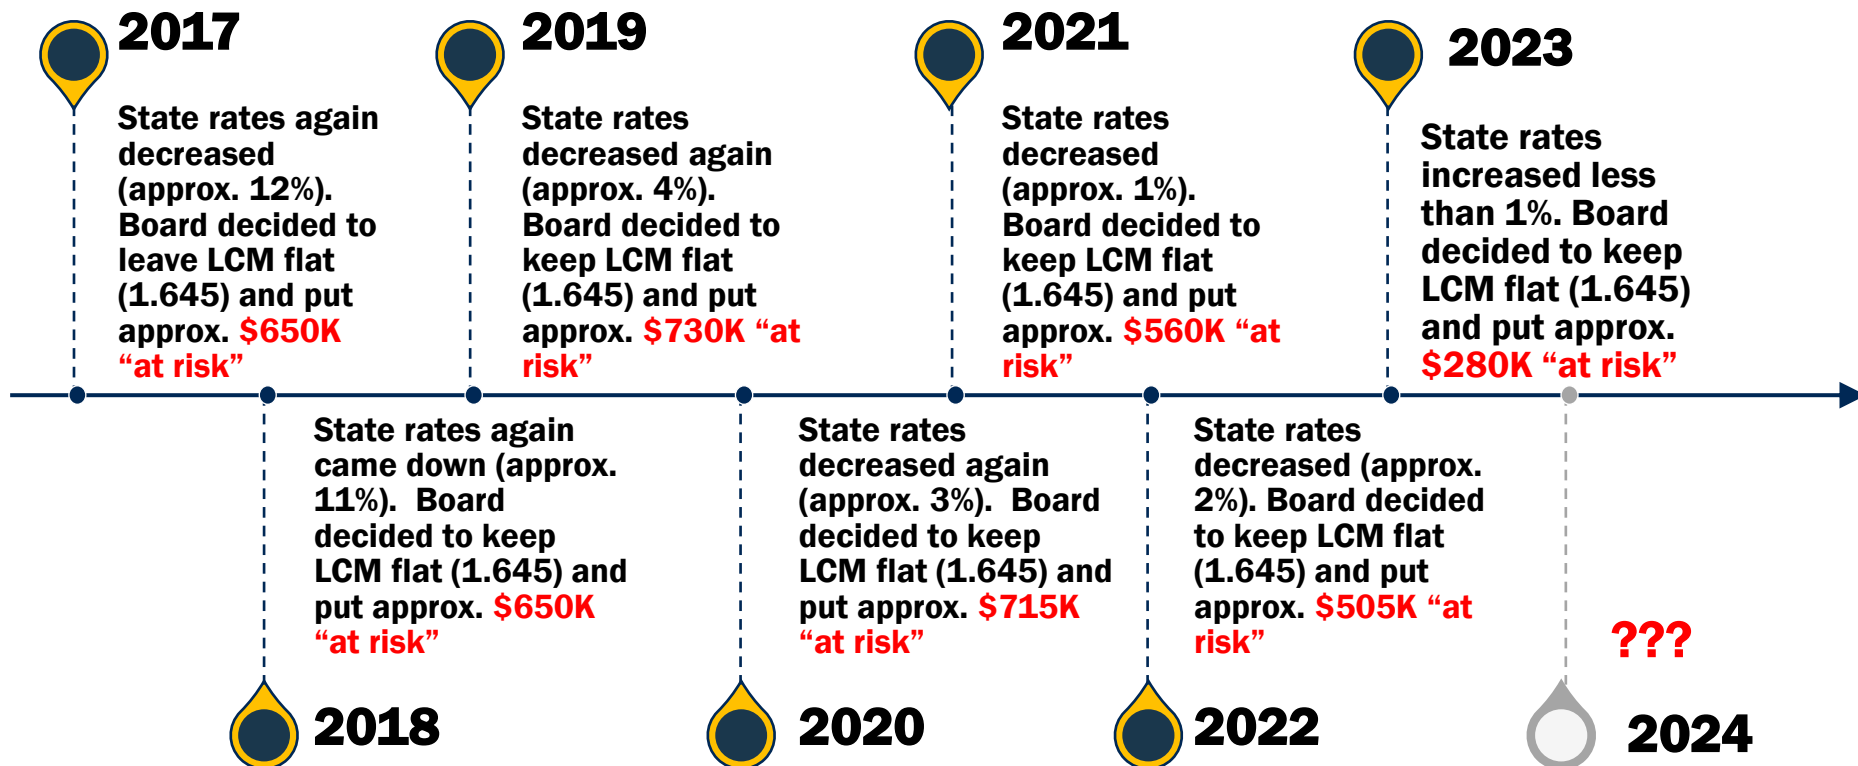 2017
State rates again
decreased
(approx. 12%).
Board decided to
leave LCM flat
(1.645) and put
approx. $650K
“at risk”
2019
State rates
decreased again
(approx. 4%).
Board decided to
keep LCM flat
(1.645) and put
approx. $730K “at
risk”
2021
State rates
decreased
(approx. 1%).
Board decided to
keep LCM flat
(1.645) and put
approx. $560K “at
risk”
2023
State rates
increased less
than 1%. Board
decided to keep
LCM flat (1.645)
and put approx.
$280K “at risk”
State rates again
came down (approx.
11%).  Board
decided to keep
LCM flat (1.645) and
put approx. $650K
“at risk”
2018
State rates
decreased again
(approx. 3%).  Board
decided to keep
LCM flat (1.645) and
put approx. $715K
“at risk”
2020
State rates
decreased (approx.
2%). Board decided
to keep LCM flat
(1.645) and put
approx. $505K “at
risk”
2022
???
2024